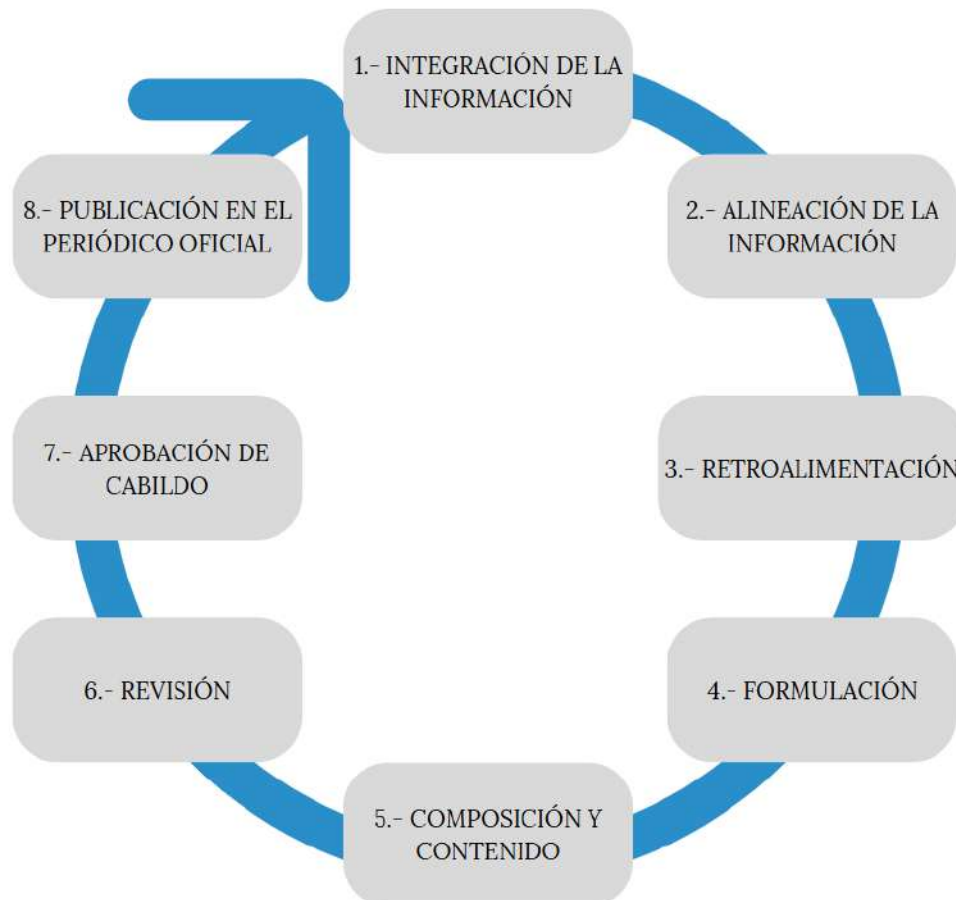 1.- INTEGRACIÓN DE LA
INFORMACIÓN
2.- ALINEACIÓN DE LA
INFORMACIÓN
3.- RETROALIMENTACIÓN
4.- FORMULACIÓN
5.- COMPOSICIÓN Y
CONTENIDO
6.- REVISIÓN
7.- APROBACIÓN DE
CABILDO
8.- PUBLICACIÓN EN EL
PERIÓDICO OFICIAL